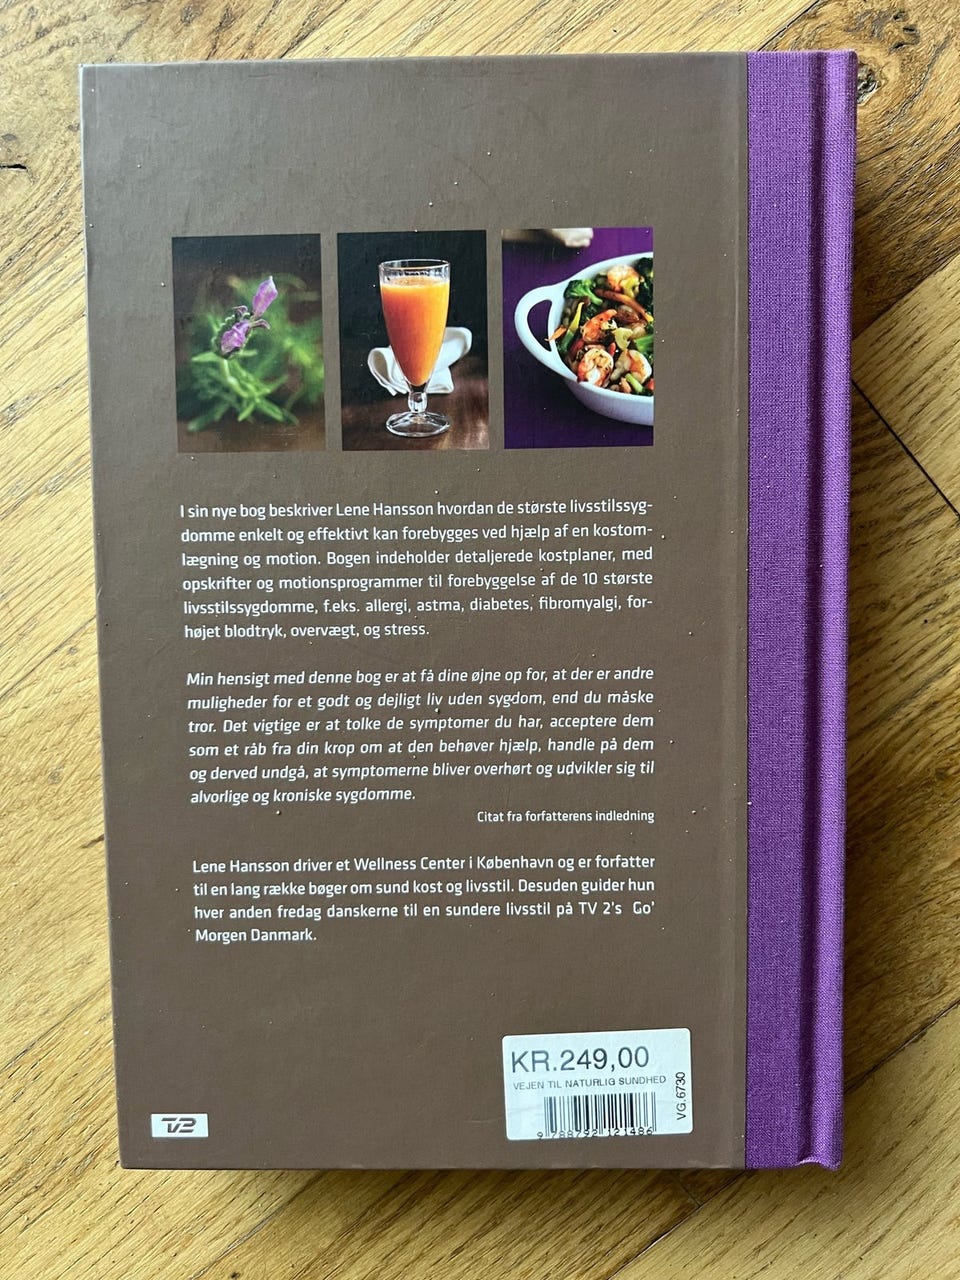 I sin nye bog beskriver Lene Hansson hvordan de største livsstilssyg-
domme enkelt og effektivt kan forebygges ved hjælp af en kostom-
lægning og motion. Bogen indeholder detaljerede kostplaner, med
opskrifter og motionsprogrammer til forebyggelse af de 10 største
livsstilssygdomme, f.eks. allergi, astma, diabetes, fibromyalgi, for-
højet blodtryk, overvægt, og stress.
Min hensigt med denne bog er at få dine øjne op for, at der er andre
muligheder for et godt og dejligt liv uden sygdom, end du måske
tror. Det vigtige er at tolke de symptomer du har, acceptere dem
som et råb fra din krop om at den behøver hjælp, handle på dem
og derved undgå, at symptomerne bliver overhørt og udvikler sig til
alvorlige og kroniske sygdomme.
Citat fra forfatterens indledning
Lene Hansson driver et Wellness Center i København og er forfatter
til en lang række bøger om sund kost og livsstil. Desuden guider hun
hver anden fredag danskerne til en sundere livsstil på TV 2's Go'
Morgen Danmark.
KR.249,00
VEJEN TIL NATURLIG SUNDHED
VG.6730
9 788792 121486
TV2